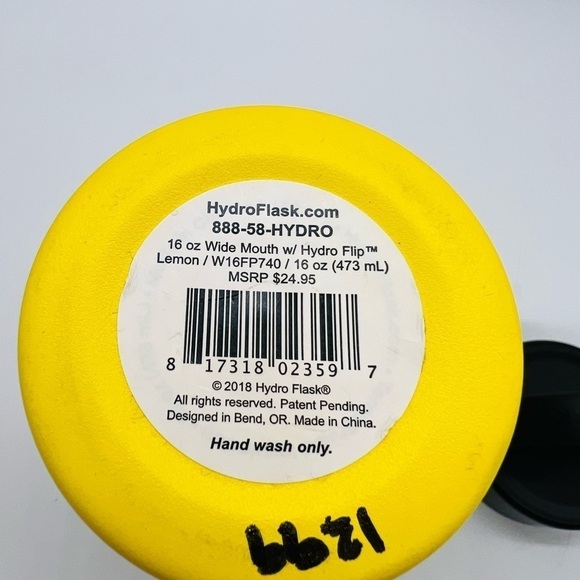 HydroFlask.com
888-58-HYDRO
16 oz Wide Mouth w/ Hydro Flip™
Lemon / W16FP740 / 16 oz (473 mL)
MSRP $24.95
8 17318 02359 7
© 2018 Hydro Flask®
All rights reserved. Patent Pending.
Designed in Bend, OR. Made in China.
Hand wash only.
1299